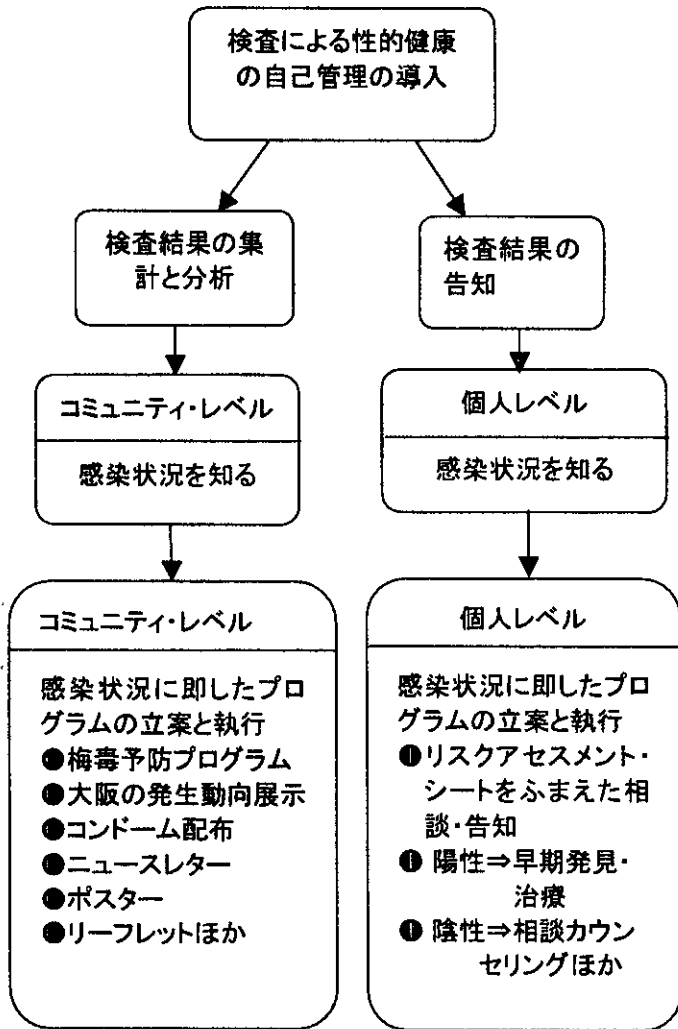 検査による性的健康
の自己管理の導入
検査結果の集
計と分析
検査結果の
告知
コミュニティ・レベル
感染状況を知る
個人レベル
感染状況を知る
コミュニティ・レベル
感染状況に即したプロ
グラムの立案と執行
●梅毒予防プログラム
●大阪の発生動向展示
●コンドーム配布
●ニュースレター
●ポスター
●リーフレットほか
個人レベル
感染状況に即したプロ
グラムの立案と執行
●リスクアセスメント・
シートをふまえた相
談・告知
● 陽性⇒早期発見・
治療
● 陰性⇒相談カウン
セリングほか